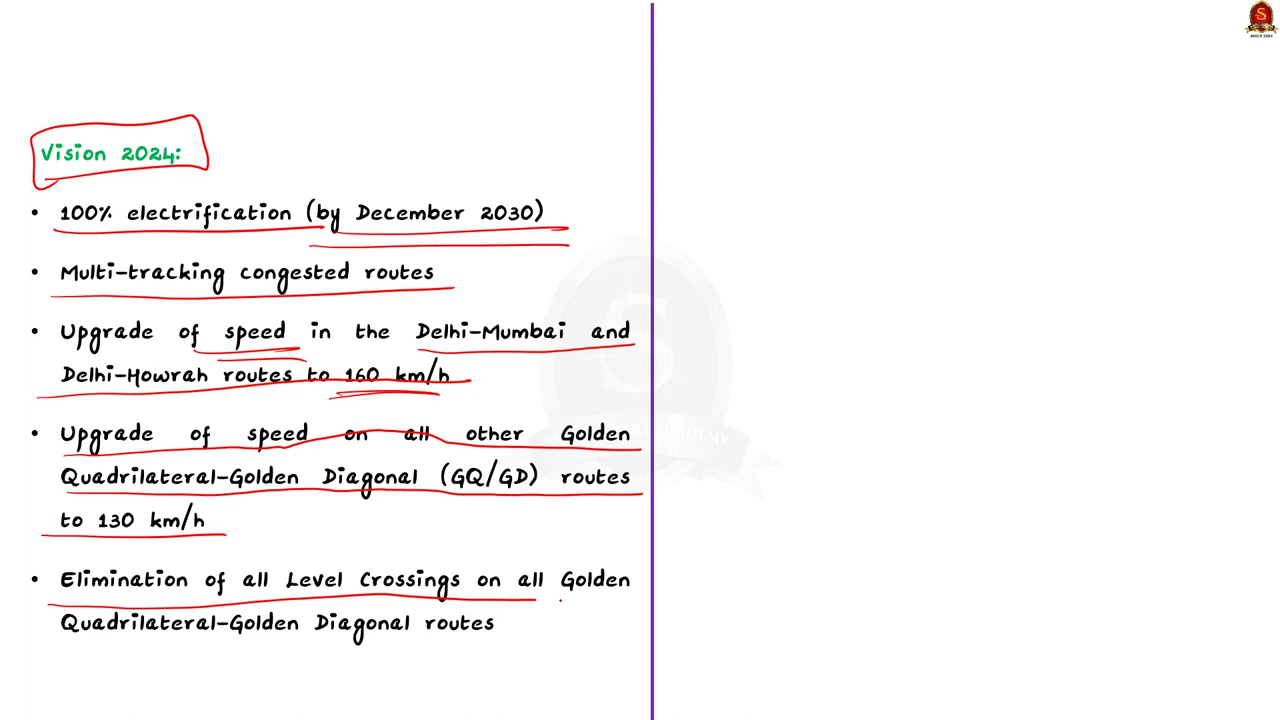 Vision 2024:
• 100% electrification (by December 2030)
• Multi-tracking congested routes
• Upgrade of speed in the Delhi-Mumbai and
Delhi-Howrah routes to 160 km/h
• Upgrade of speed on all other Golden
Quadrilateral-Golden Diagonal (GQ/GD) routes
to 130 km/h
• Elimination of all Level Crossings on all Golden
Quadrilateral-Golden Diagonal routes
S
SINCE 2004